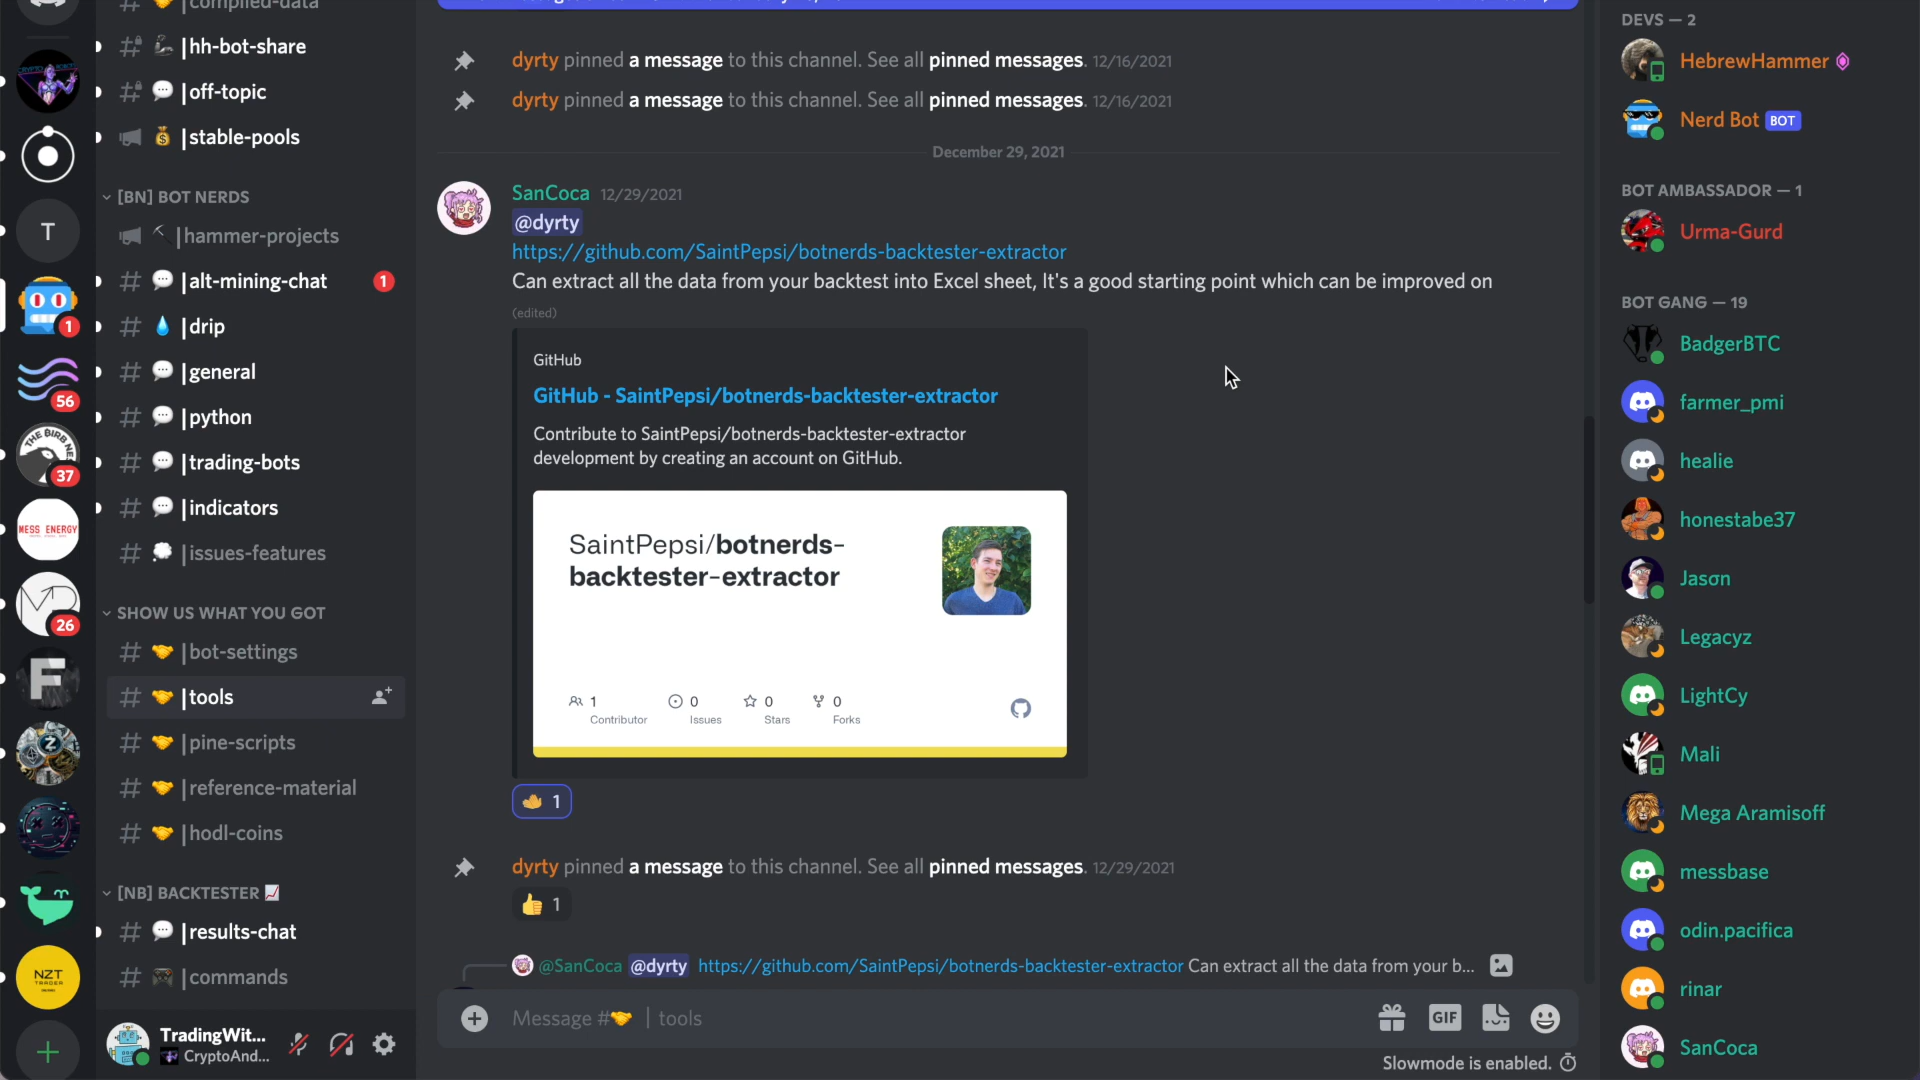 compiled-data
|hh-bot-share
|off-topic
|stable-pools
[BN] BOT NERDS
|hammer-projects
|alt-mining-chat 1
|drip
|general
|python
|trading-bots
|indicators
|issues-features
SHOW US WHAT YOU GOT
|bot-settings
|tools
|pine-scripts
|reference-material
|hodl-coins
[NB] BACKTESTER
|results-chat
|commands
T
1
56
THE BIRB NE
37
MESS ENERGY
26
F
NZT
TRADER
TradingWit...
CryptoAnd...
dyrty pinned a message to this channel. See all pinned messages. 12/16/2021
dyrty pinned a message to this channel. See all pinned messages. 12/16/2021
December 29, 2021
SanCoca 12/29/2021
@dyrty
https://github.com/SaintPepsi/botnerds-backtester-extractor
Can extract all the data from your backtest into Excel sheet, It's a good starting point which can be improved on
(edited)
GitHub
GitHub - SaintPepsi/botnerds-backtester-extractor
Contribute to SaintPepsi/botnerds-backtester-extractor
development by creating an account on GitHub.
SaintPepsi/botnerds-
backtester-extractor
1 0 0 0
Contributor Issues Stars Forks
1
dyrty pinned a message to this channel. See all pinned messages. 12/29/2021
1
@SanCoca @dyrty https://github.com/SaintPepsi/botnerds-backtester-extractor Can extract all the data from your b...
Message # | tools
GIF
Slowmode is enabled.
DEVS — 2
HebrewHammer
Nerd Bot BOT
BOT AMBASSADOR — 1
Urma-Gurd
BOT GANG — 19
BadgerBTC
farmer_pmi
healie
honestabe37
Jasσn
Legacyz
LightCy
Mali
Mega Aramisoff
messbase
odin.pacifica
rinar
SanCoca